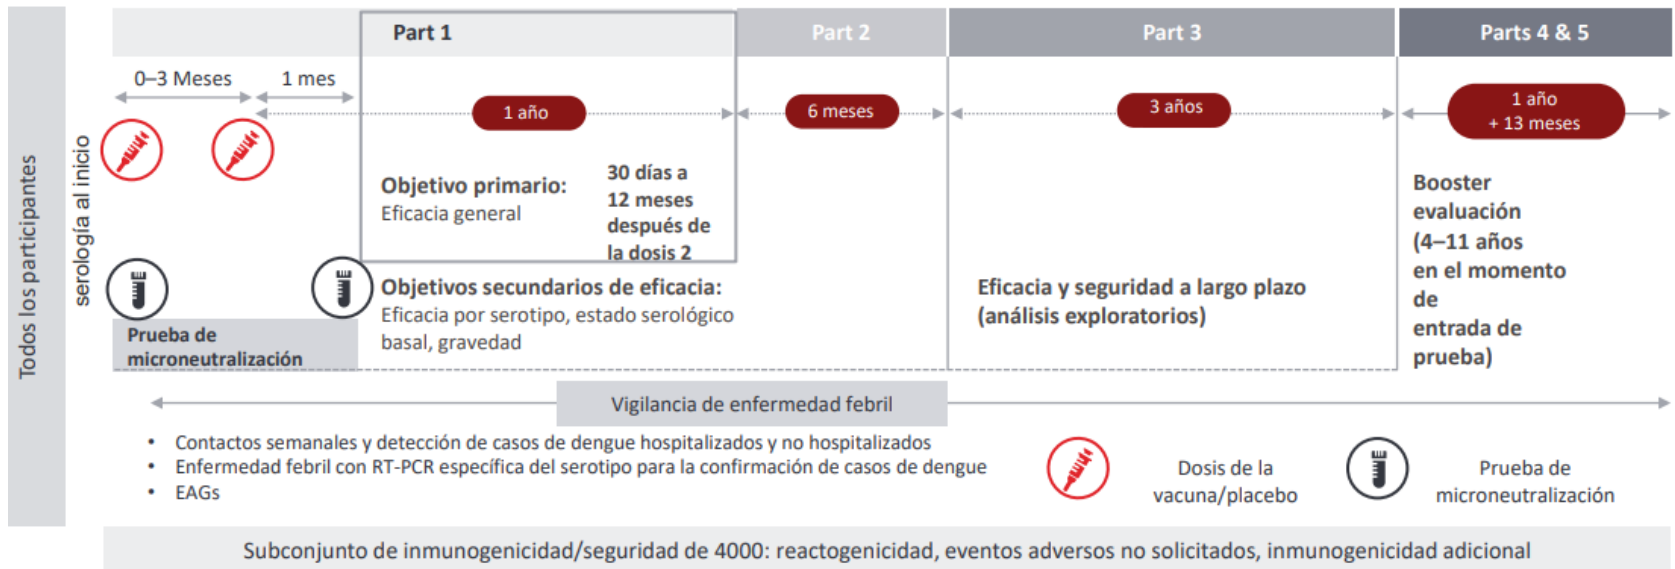 Todos los participantes
serología al inicio
Part 1
Part 2
Part 3
Parts 4 & 5
0–3 Meses
1 mes
1 año
6 meses
3 años
1 año
+ 13 meses
Objetivo primario:
Eficacia general
30 días a
12 meses
después de
la dosis 2
Objetivos secundarios de eficacia:
Eficacia por serotipo, estado serológico
basal, gravedad
Prueba de
microneutralización
Eficacia y seguridad a largo plazo
(análisis exploratorios)
Booster
evaluación
(4–11 años
en el momento
de
entrada de
prueba)
Vigilancia de enfermedad febril
• Contactos semanales y detección de casos de dengue hospitalizados y no hospitalizados
• Enfermedad febril con RT-PCR específica del serotipo para la confirmación de casos de dengue
• EAGs
Dosis de la
vacuna/placebo
Prueba de
microneutralización
Subconjunto de inmunogenicidad/seguridad de 4000: reactogenicidad, eventos adversos no solicitados, inmunogenicidad adicional